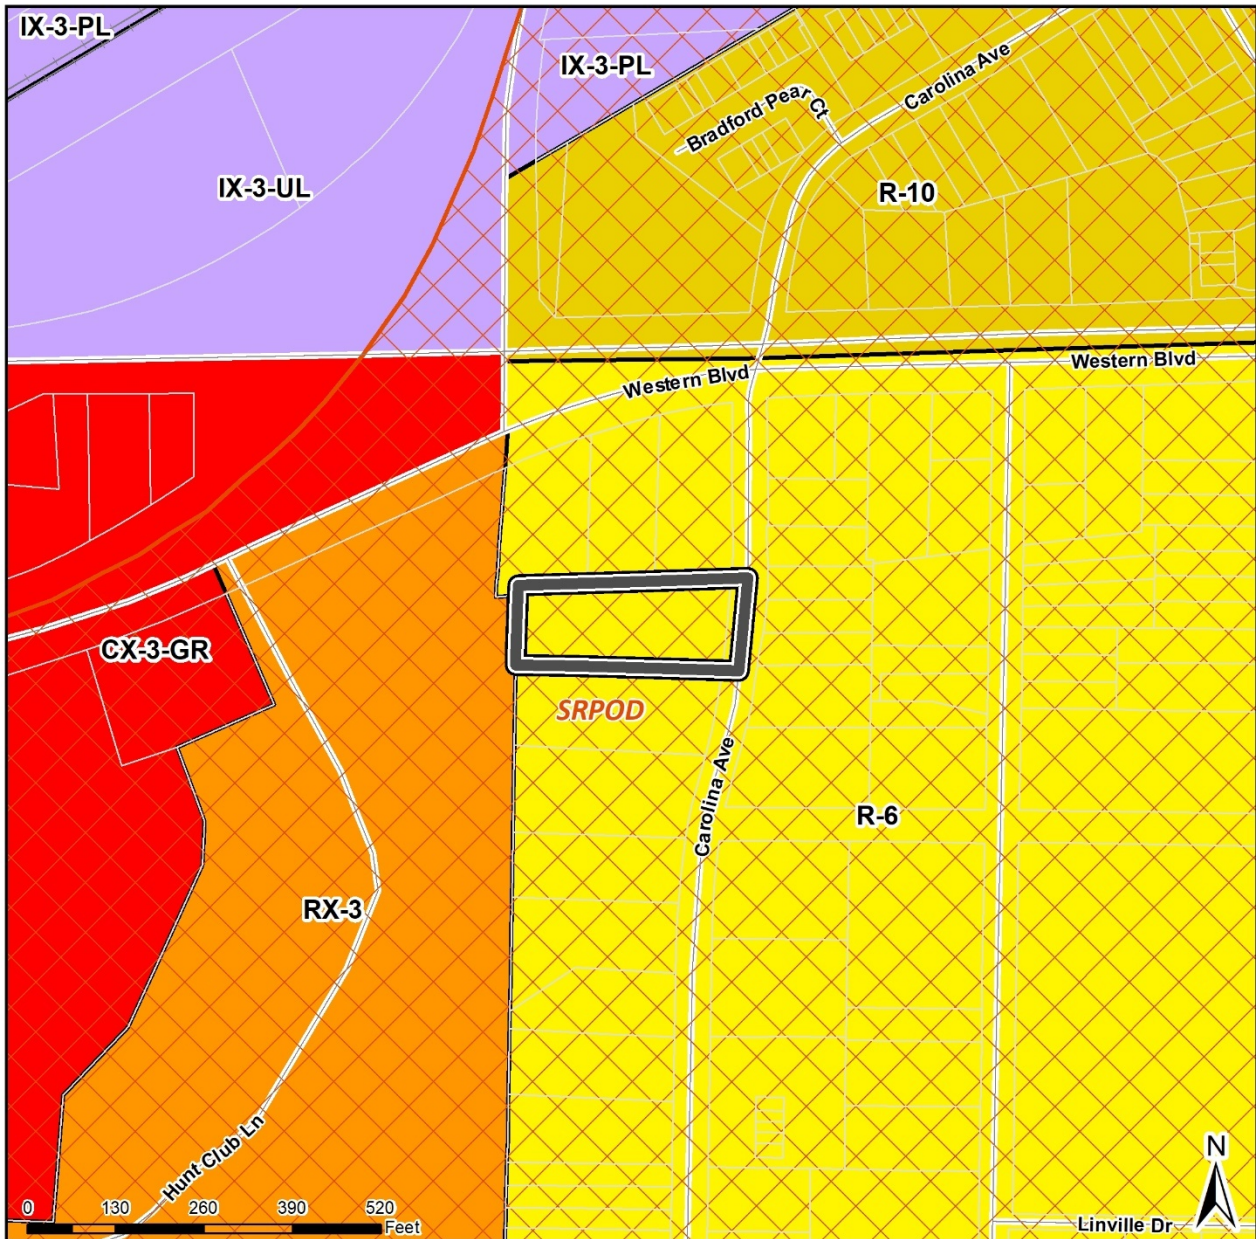 IX-3-PL
IX-3-PL
Carolina Ave
Bradford Pear Ct
IX-3-UL
R-10
Western Blvd
Western Blvd
CX-3-GR
SRPOD
Carolina Ave
R-6
RX-3
Hunt Club Ln
N
0 130 260 390 520
Feet
Linville Dr